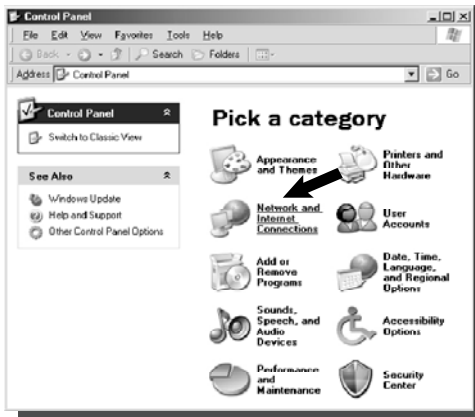 Control Panel
File Edit View Favorites Tools Help
Back Search Folders
Address Control Panel Go
Control Panel
Switch to Classic View
See Also
Windows Update
Help and Support
Other Control Panel Options
Pick a category
Appearance
and Themes
Printers and
Other
Hardware
Network and
Internet
Connections
User
Accounts
Add or
Remove
Programs
Date, Time,
Language,
and Regional
Options
Sounds,
Speech, and
Audio
Devices
Accessibility
Options
Performance
and
Maintenance
Security
Center